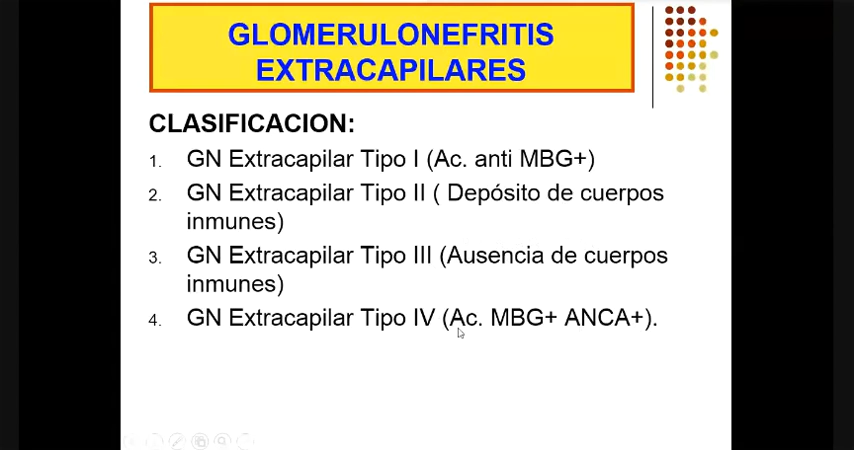 GLOMERULONEFRITIS
EXTRACAPILARES
CLASIFICACION:
1. GN Extracapilar Tipo I (Ac. anti MBG+)
2. GN Extracapilar Tipo II ( Depósito de cuerpos
inmunes)
3. GN Extracapilar Tipo III (Ausencia de cuerpos
inmunes)
4. GN Extracapilar Tipo IV (Ac. MBG+ ANCA+).